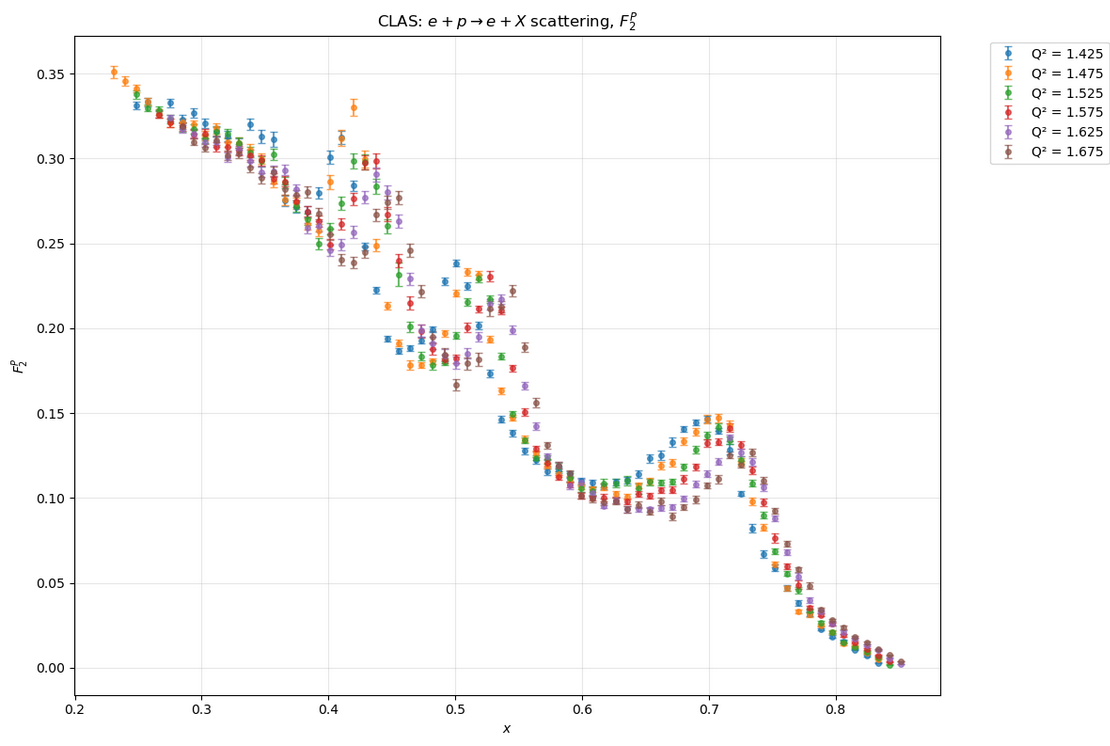 CLAS: e + p → e + X scattering, F₂ᵖ
Q² = 1.425
Q² = 1.475
Q² = 1.525
Q² = 1.575
Q² = 1.625
Q² = 1.675
F₂ᵖ
0.35
0.30
0.25
0.20
0.15
0.10
0.05
0.00
0.2 0.3 0.4 0.5 0.6 0.7 0.8
x